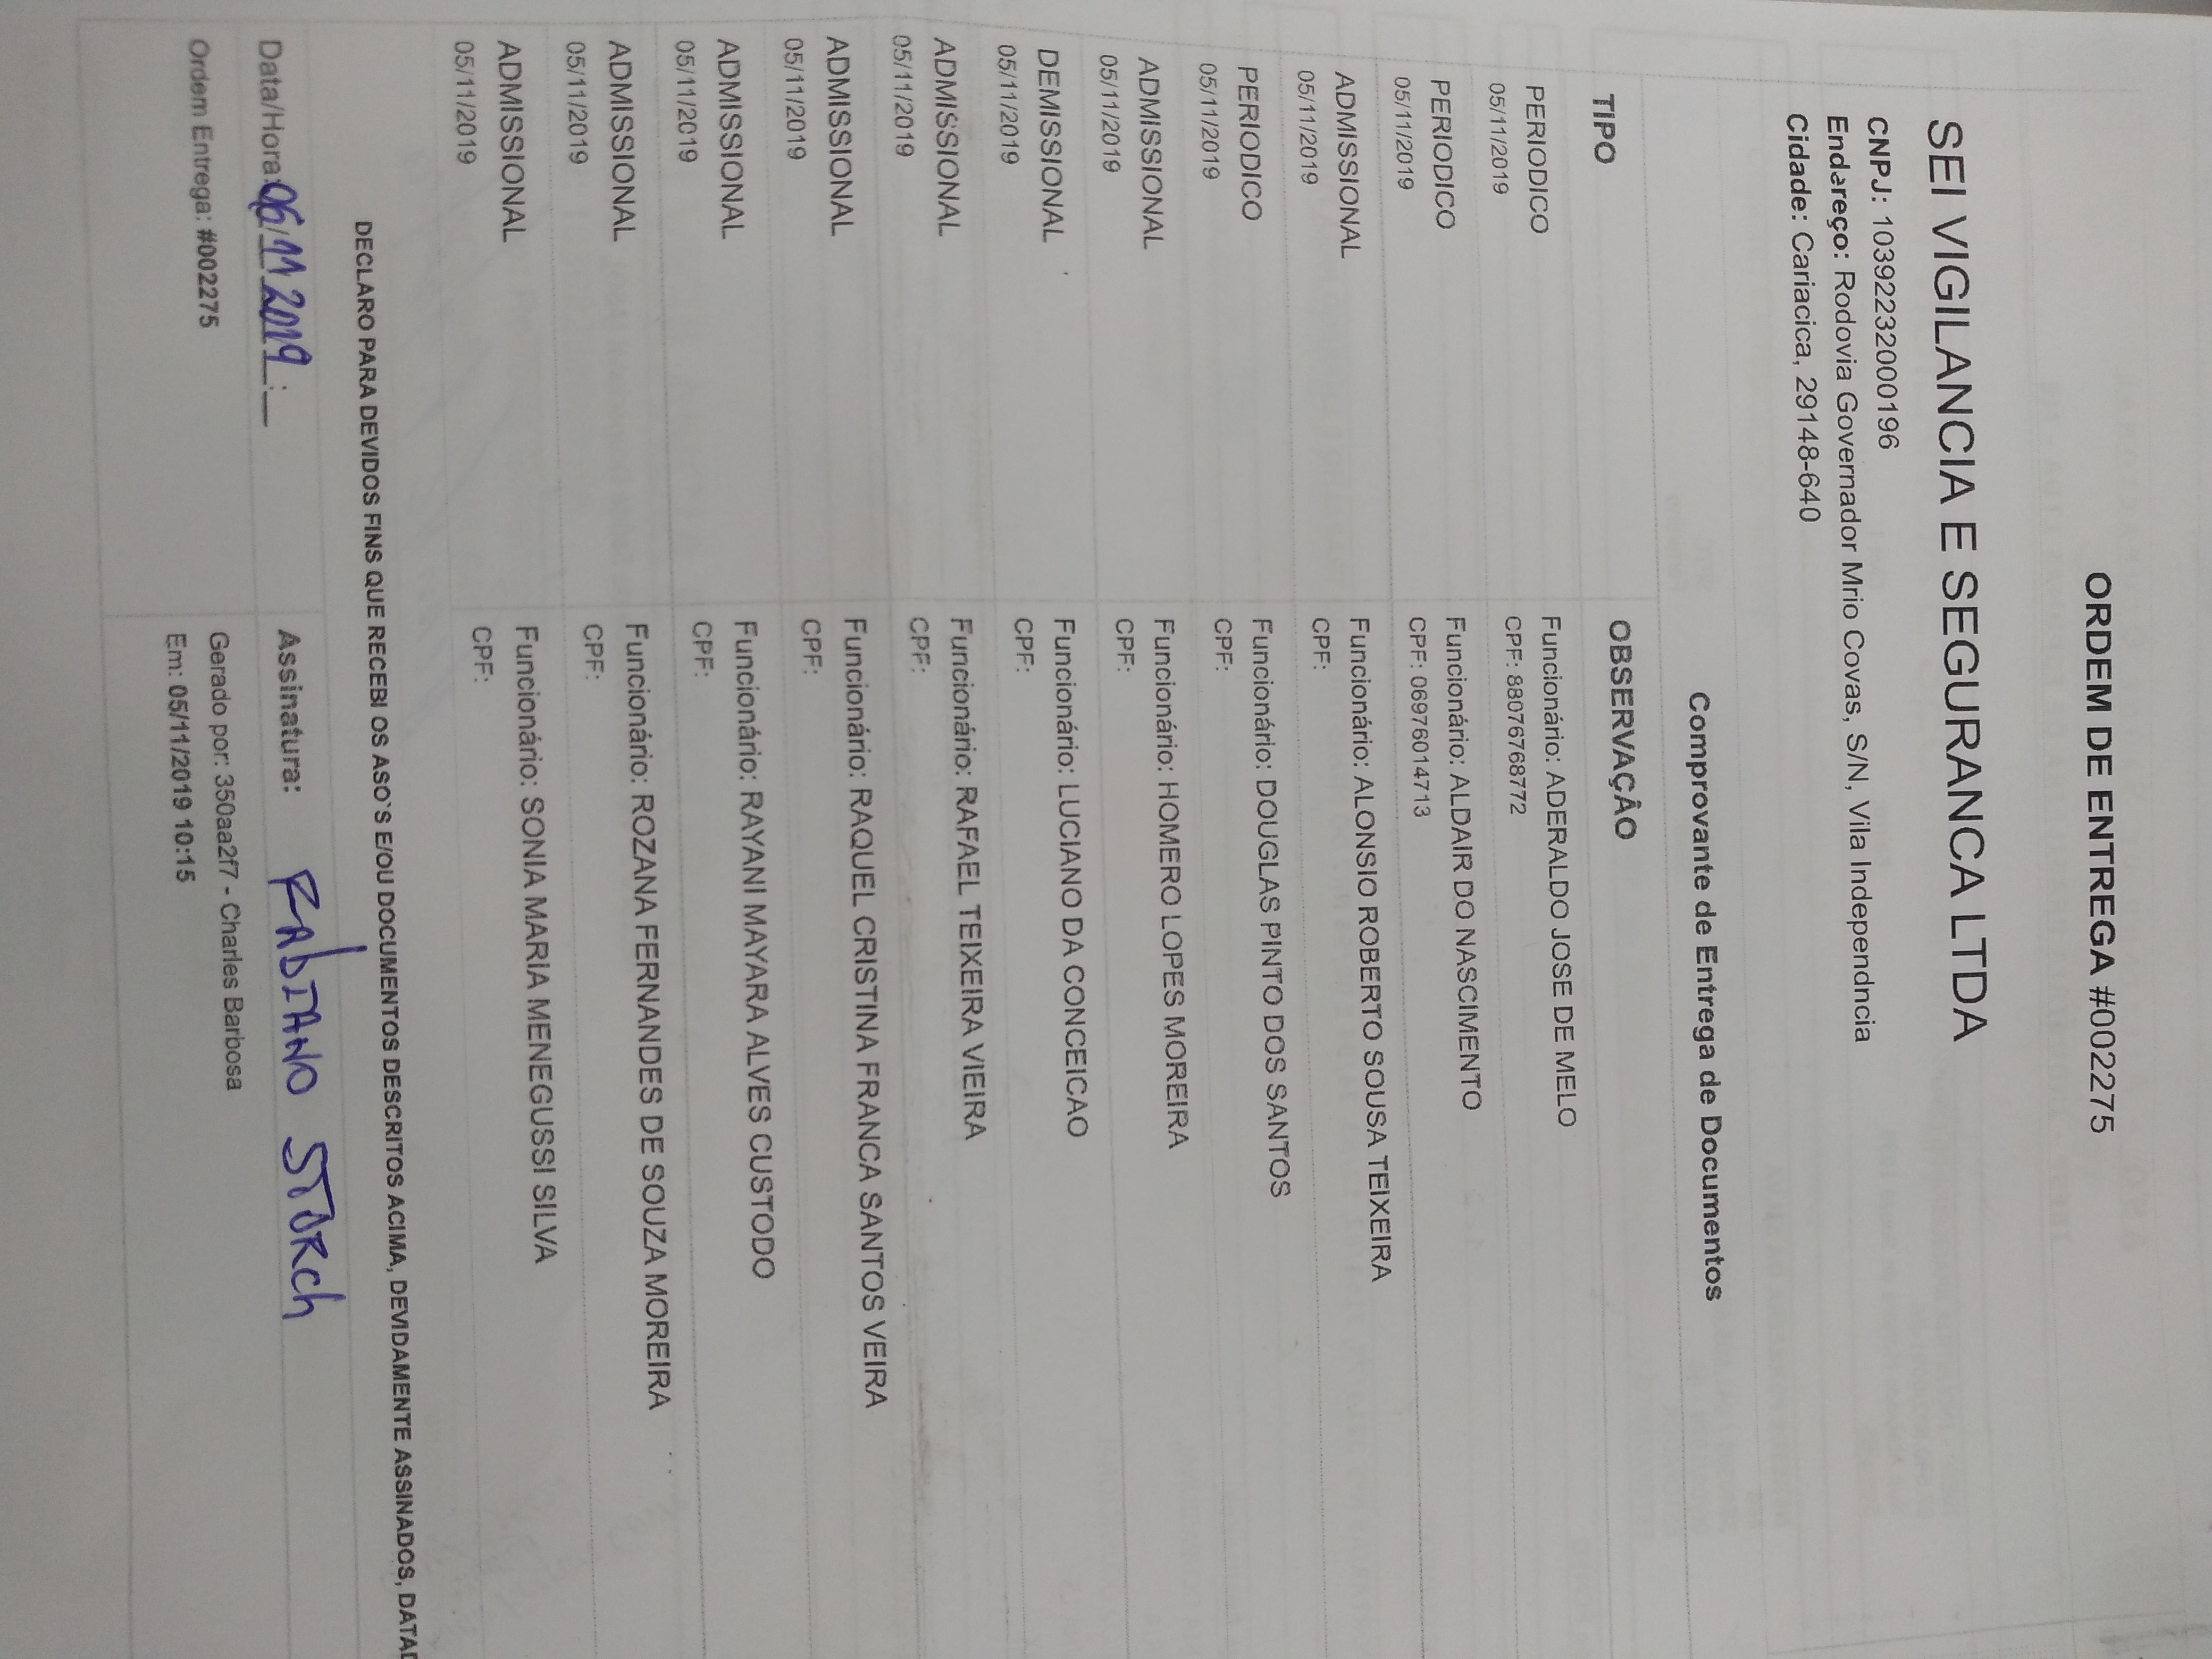 ORDEM DE ENTREGA #002275
SEI VIGILANCIA E SEGURANCA LTDA
CNPJ: 10392232000196
Endereço: Rodovia Governador Mrio Covas, S/N, Vila Independncia
Cidade: Cariacica, 29148-640
Comprovante de Entrega de Documentos
TIPO OBSERVAÇÃO
PERIODICO Funcionário: ADERALDO JOSE DE MELO
05/11/2019 CPF: 88076768772
PERIODICO Funcionário: ALDAIR DO NASCIMENTO
05/11/2019 CPF: 06976014713
ADMISSIONAL Funcionário: ALONSIO ROBERTO SOUSA TEIXEIRA
05/11/2019 CPF:
PERIODICO Funcionário: DOUGLAS PINTO DOS SANTOS
05/11/2019 CPF:
ADMISSIONAL Funcionário: HOMERO LOPES MOREIRA
05/11/2019 CPF:
DEMISSIONAL Funcionário: LUCIANO DA CONCEICAO
05/11/2019 CPF:
ADMISSIONAL Funcionário: RAFAEL TEIXEIRA VIEIRA
05/11/2019 CPF:
ADMISSIONAL Funcionário: RAQUEL CRISTINA FRANCA SANTOS VEIRA
05/11/2019 CPF:
ADMISSIONAL Funcionário: RAYANI MAYARA ALVES CUSTODO
05/11/2019 CPF:
ADMISSIONAL Funcionário: ROZANA FERNANDES DE SOUZA MOREIRA
05/11/2019 CPF:
ADMISSIONAL Funcionário: SONIA MARIA MENEGUSSI SILVA
05/11/2019 CPF:
DECLARO PARA DEVIDOS FINS QUE RECEBI OS ASO`S E/OU DOCUMENTOS DESCRITOS ACIMA, DEVIDAMENTE ASSINADOS,
Data/Hora: 06/11/2019 __:__ Assinatura: FABIANO STORCh
Ordem Entrega: #002275 Gerado por: 350aa2f7 - Charles Barbosa
Em: 05/11/2019 10:15